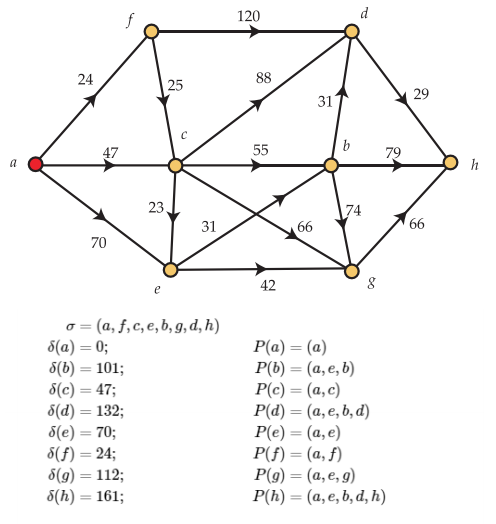 f
120
d
24
25
88
29
31
c
b
a
47
55
79
h
23
31
66
74
66
70
e
42
g
σ = (a, f, c, e, b, g, d, h)
δ(a) = 0; P(a) = (a)
δ(b) = 101; P(b) = (a, e, b)
δ(c) = 47; P(c) = (a, c)
δ(d) = 132; P(d) = (a, e, b, d)
δ(e) = 70; P(e) = (a, e)
δ(f) = 24; P(f) = (a, f)
δ(g) = 112; P(g) = (a, e, g)
δ(h) = 161; P(h) = (a, e, b, d, h)